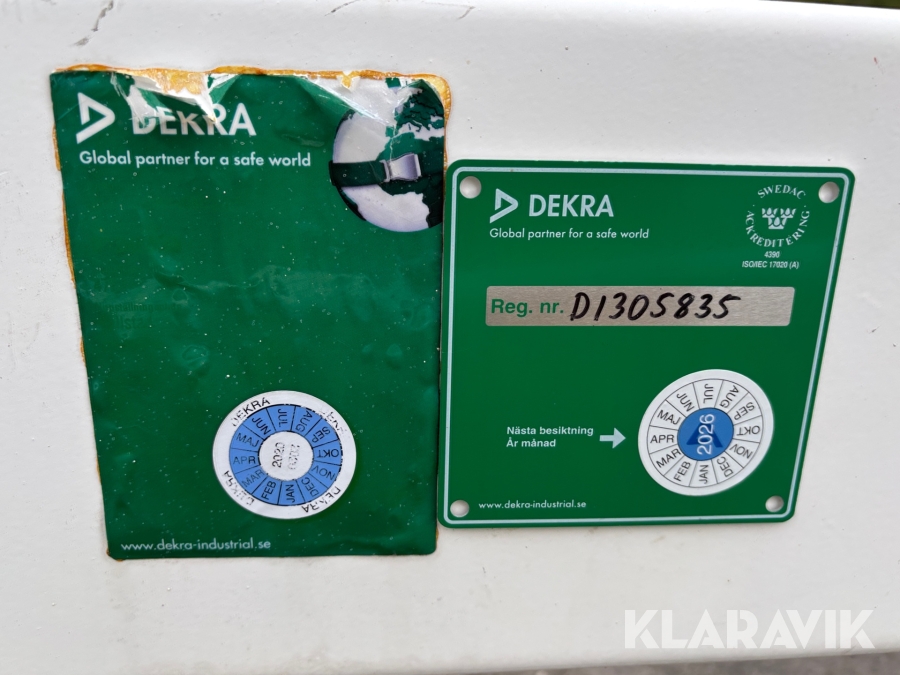 DEKRA
Global partner for a safe world
DEKRA
JAN
FEB
MAR
APR
MAJ
JUN
JUL
AUG
SEP
OKT
NOV
DEC
2020
DEKRA
DEKRA
www.dekra-industrial.se
DEKRA
Global partner for a safe world
SWEDAC
ACKREDITERING
4390
ISO/IEC 17020 (A)
Reg. nr. D1305835
Nästa besiktning
År månad
JAN
FEB
MAR
APR
MAJ
JUN
JUL
AUG
SEP
OKT
NOV
DEC
2026
www.dekra-industrial.se
KLARAVIK